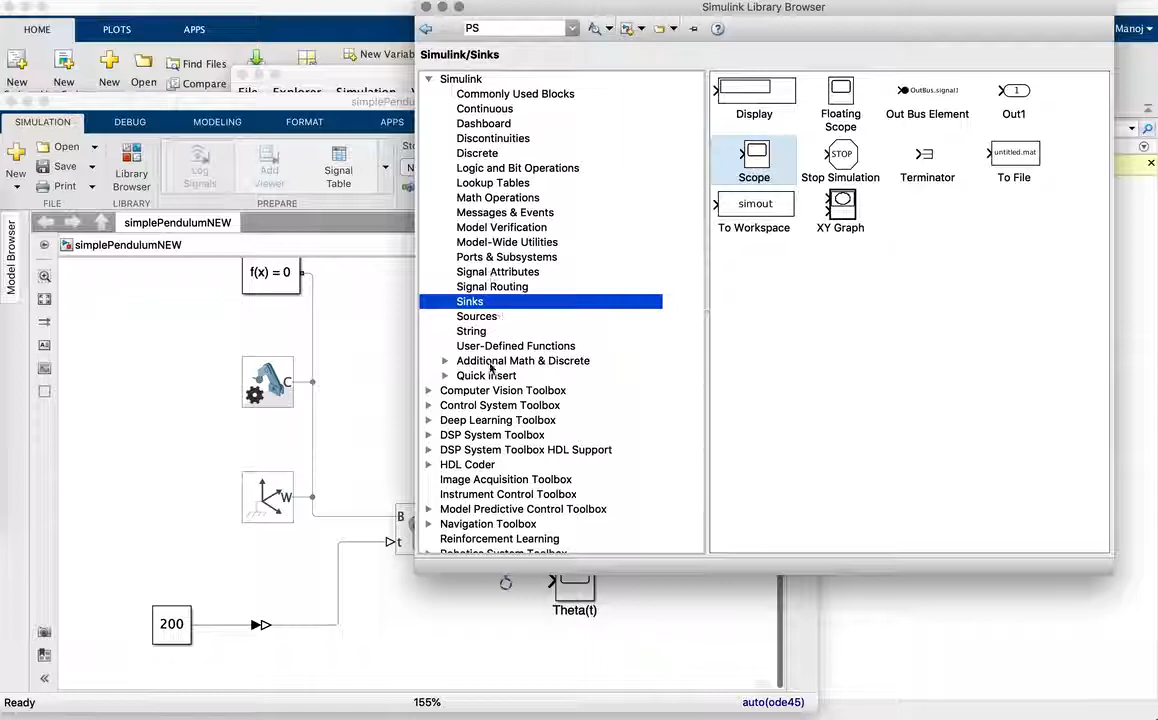 Simulink Library Browser
HOME
PLOTS
APPS
PS
Manoj
New
New
New
Open
Find Files
Compare
New Variab
Simulink/Sinks
File
Explorer
Simulation
simplePendu
SIMULATION
DEBUG
MODELING
FORMAT
APPS
New
Open
Save
Print
Library
Browser
Log
Signals
Add
Viewer
Signal
Table
Sto
N
FILE
LIBRARY
PREPARE
simplePendulumNEW
simplePendulumNEW
Model Browser
f(x) = 0
C
W
B
t
200
Theta(t)
Simulink
Commonly Used Blocks
Continuous
Dashboard
Discontinuities
Discrete
Logic and Bit Operations
Lookup Tables
Math Operations
Messages & Events
Model Verification
Model-Wide Utilities
Ports & Subsystems
Signal Attributes
Signal Routing
Sinks
Sources
String
User-Defined Functions
Additional Math & Discrete
Quick Insert
Computer Vision Toolbox
Control System Toolbox
Deep Learning Toolbox
DSP System Toolbox
DSP System Toolbox HDL Support
HDL Coder
Image Acquisition Toolbox
Instrument Control Toolbox
Model Predictive Control Toolbox
Navigation Toolbox
Reinforcement Learning
Robotics System Toolbox
Display
Floating
Scope
OutBus.signal1
Out Bus Element
1
Out1
Scope
STOP
Stop Simulation
Terminator
untitled.mat
To File
simout
To Workspace
XY Graph
Ready
155%
auto(ode45)